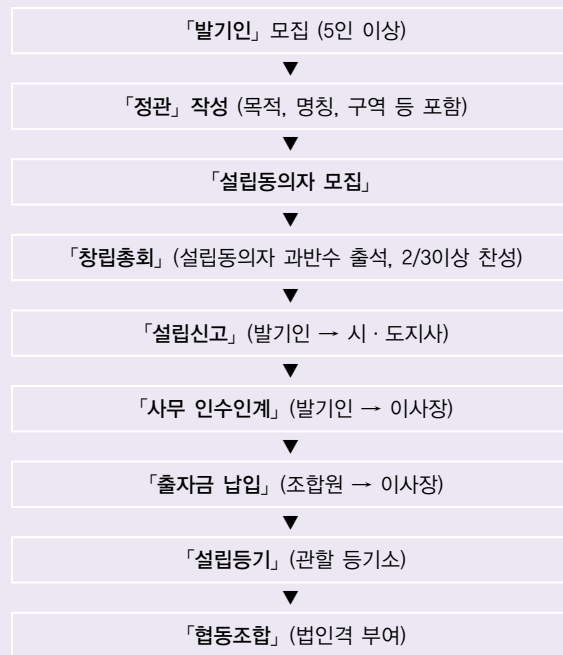 「발기인」 모집 (5인 이상)
▼
「정관」 작성 (목적, 명칭, 구역 등 포함)
▼
「설립동의자 모집」
▼
「창립총회」 (설립동의자 과반수 출석, 2/3이상 찬성)
▼
「설립신고」 (발기인 → 시 · 도지사)
▼
「사무 인수인계」 (발기인 → 이사장)
▼
「출자금 납입」 (조합원 → 이사장)
▼
「설립등기」 (관할 등기소)
▼
「협동조합」 (법인격 부여)